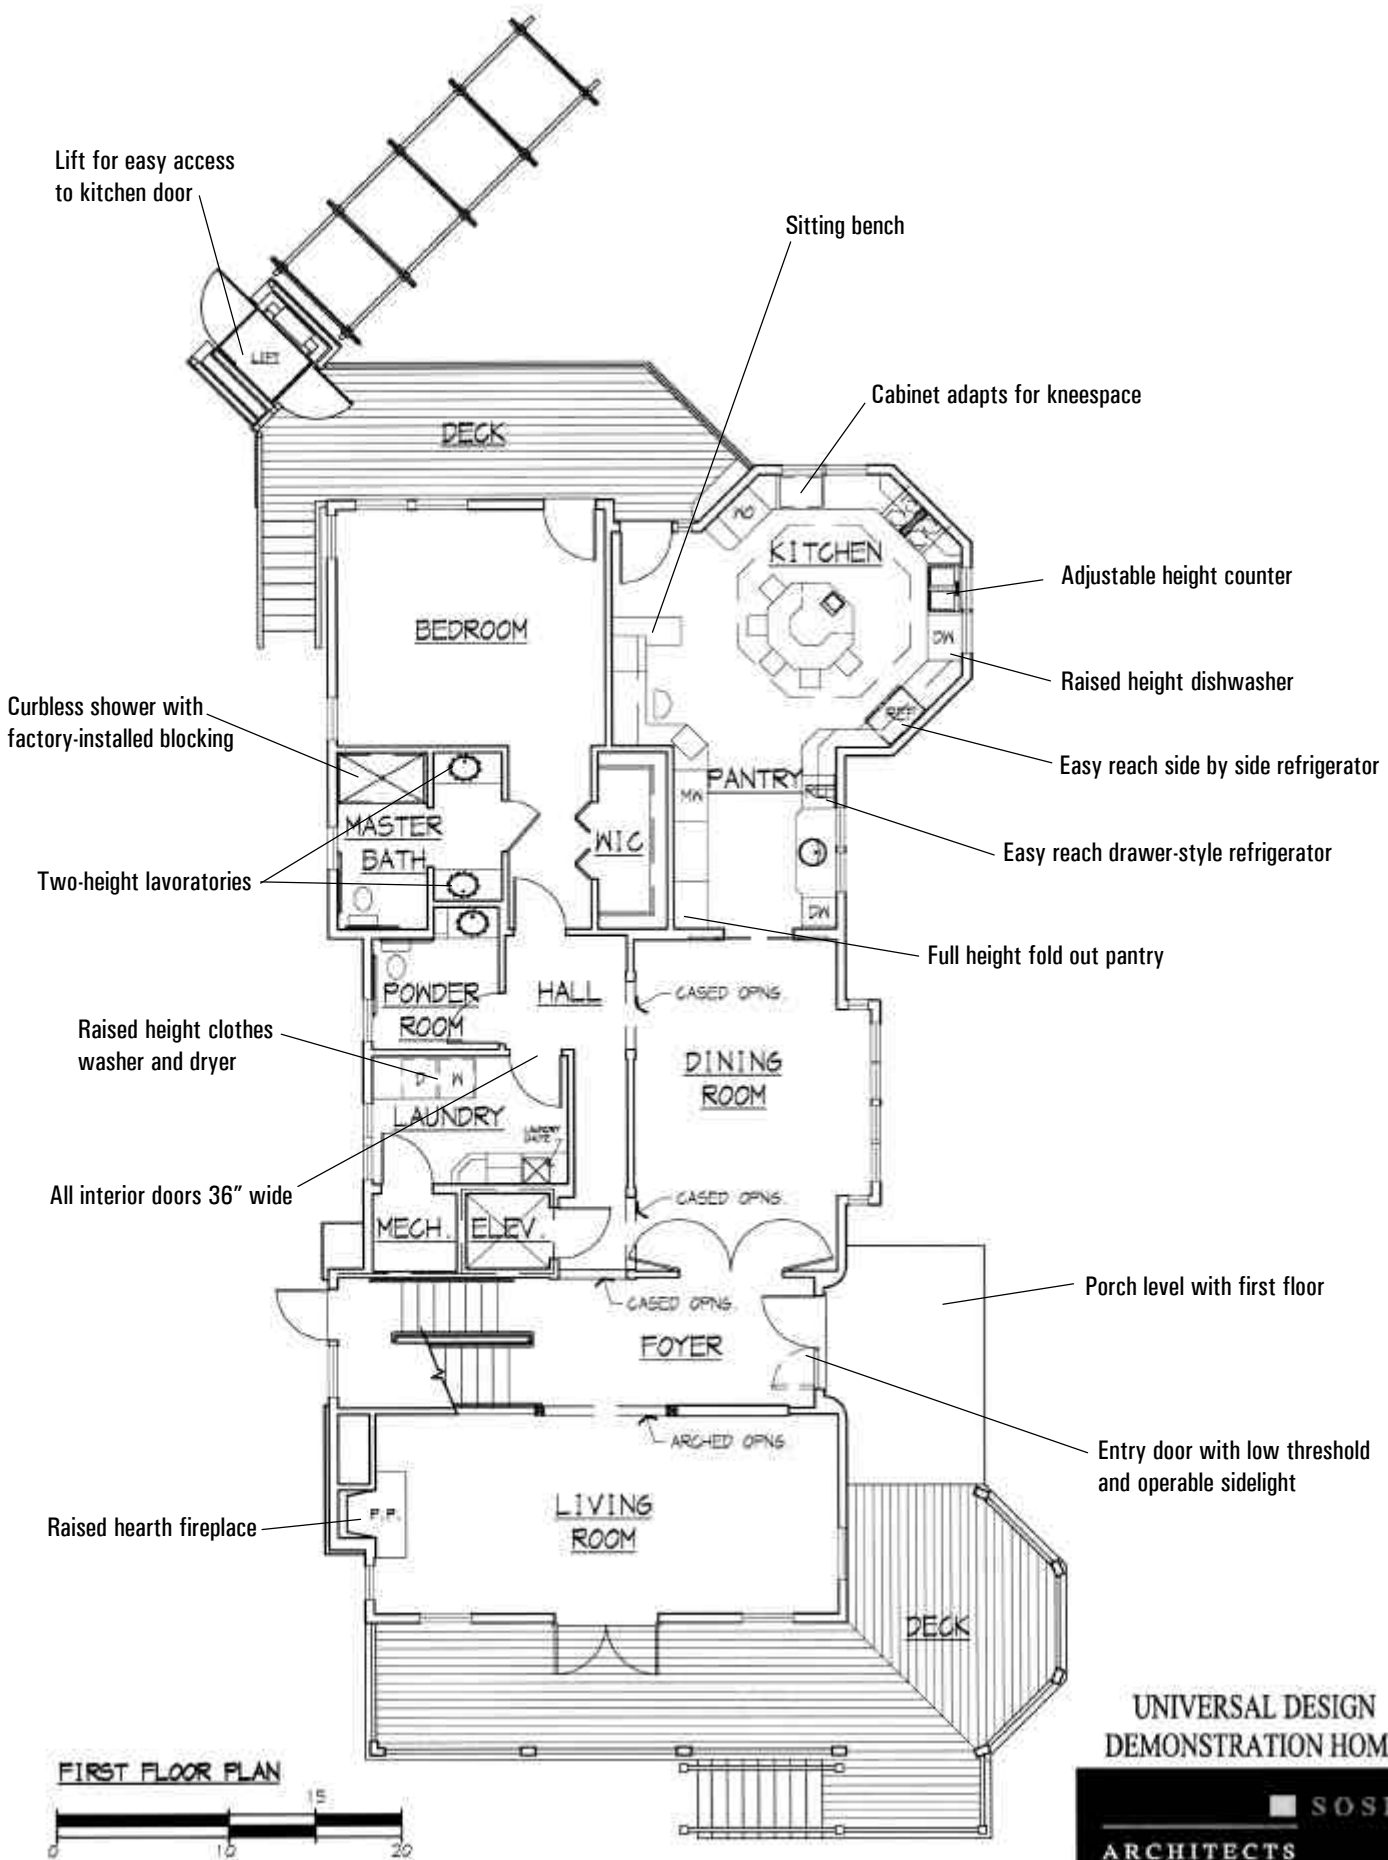 Lift for easy access
to kitchen door
Sitting bench
LIFT
Cabinet adapts for kneespace
DECK
WO
KITCHEN
Adjustable height counter
BEDROOM
DW
Raised height dishwasher
Curbless shower with
factory-installed blocking
REF
Easy reach side by side refrigerator
PANTRY
MW
REF
MASTER
BATH
WIC
Easy reach drawer-style refrigerator
Two-height lavoratories
DW
Full height fold out pantry
POWDER
ROOM
HALL
CASED OPNG.
Raised height clothes
washer and dryer
D W
DINING
ROOM
LAUNDRY
LAUNDRY
CHUTE
All interior doors 36” wide
CASED OPNG.
MECH.
ELEV.
Porch level with first floor
CASED OPNG.
FOYER
ARCHED OPNG.
Entry door with low threshold
and operable sidelight
LIVING
ROOM
F.P.
Raised hearth fireplace
DECK
UNIVERSAL DESIGN
DEMONSTRATION HOM
FIRST FLOOR PLAN
15
0 10 20
ARCHITECTS